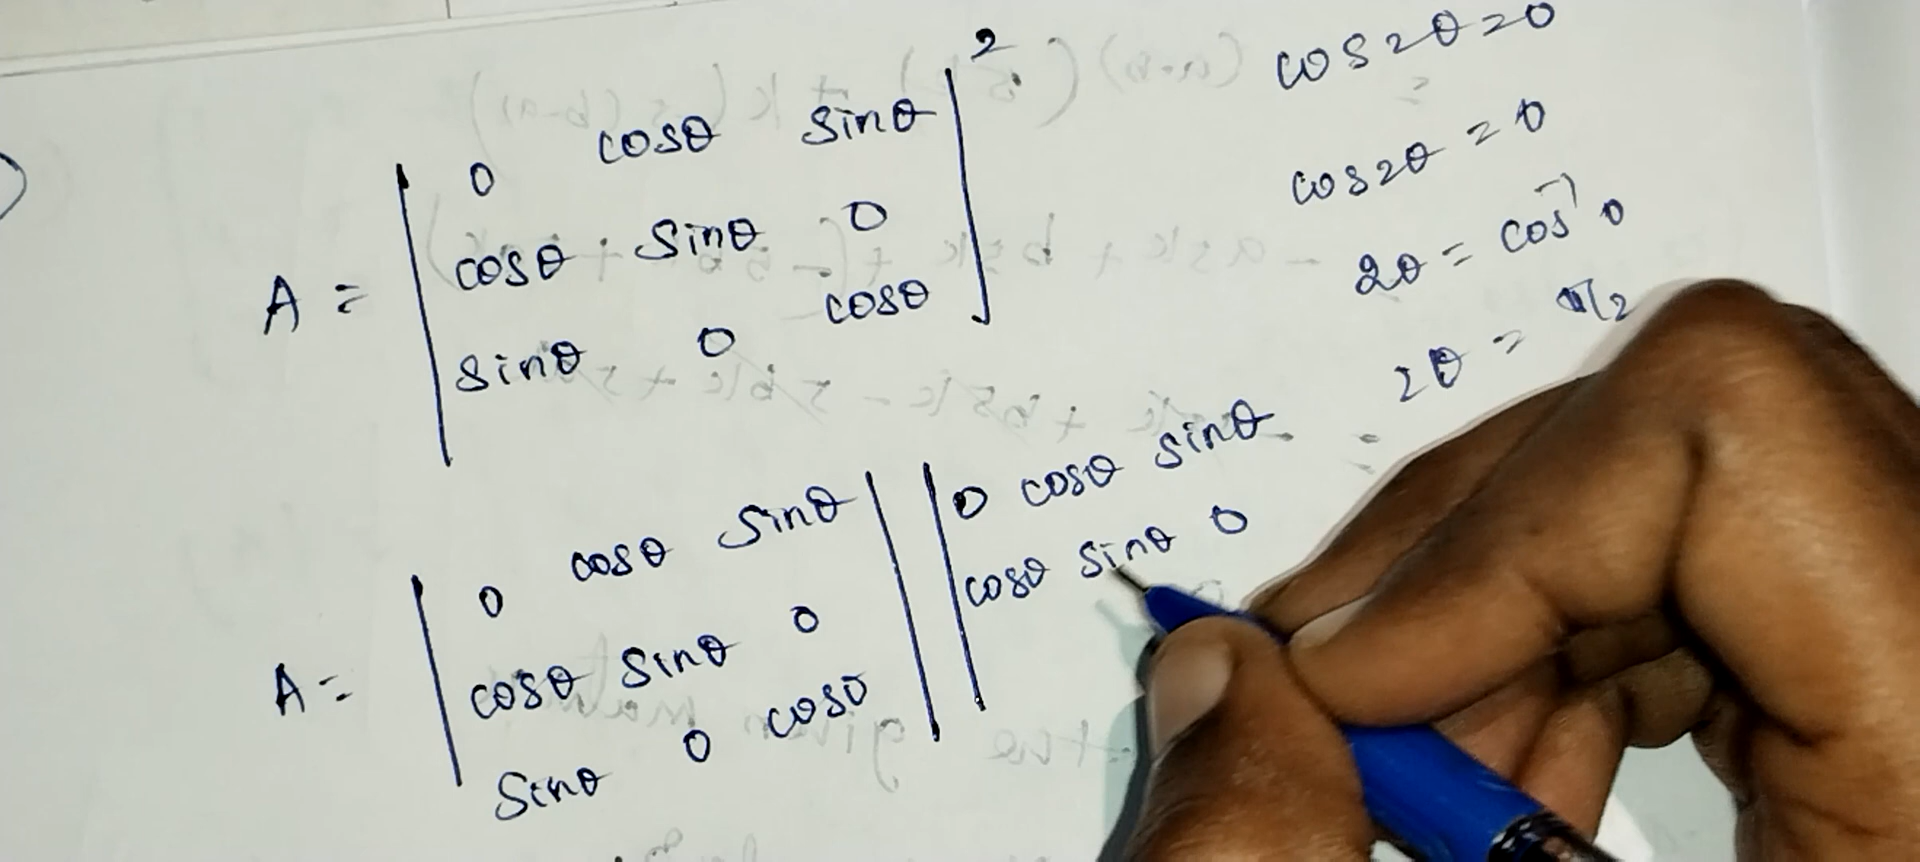 A = | 0 cosθ sinθ |²
| cosθ sinθ 0 |
| sinθ 0 cosθ |
cos2θ = 0
cos2θ = 0
2θ = cos⁻¹ 0
2θ = π/2
A = | 0 cosθ sinθ | | 0 cosθ sinθ
| cosθ sinθ 0 | | cosθ sinθ 0
| sinθ 0 cosθ | |